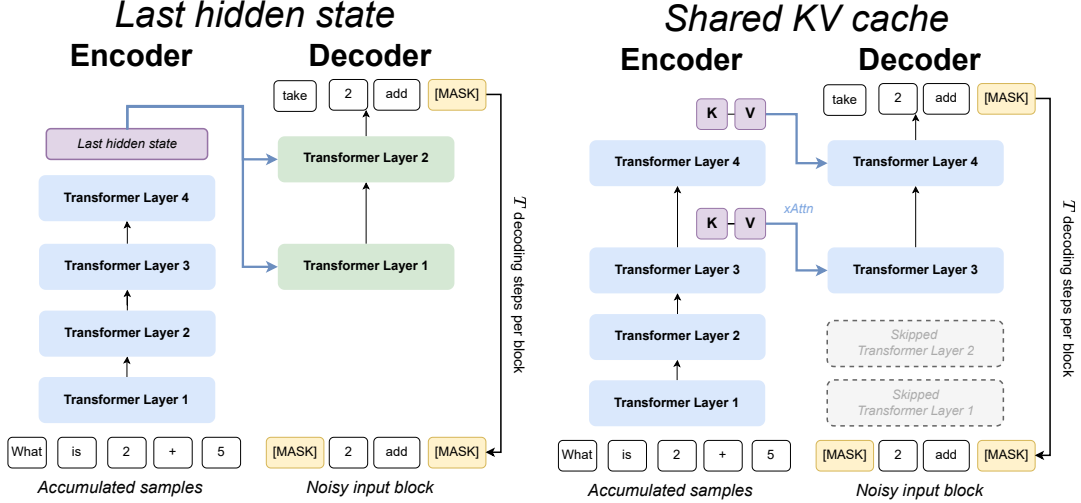 Last hidden state
Encoder
Decoder
take 2 add [MASK]
Last hidden state
Transformer Layer 2
Transformer Layer 4
Transformer Layer 3
Transformer Layer 1
Transformer Layer 2
Transformer Layer 1
T decoding steps per block
What is 2 + 5
[MASK] 2 add [MASK]
Accumulated samples
Noisy input block
Shared KV cache
Encoder
Decoder
take 2 add [MASK]
K V
Transformer Layer 4
Transformer Layer 4
K V
xAttn
Transformer Layer 3
Transformer Layer 3
Transformer Layer 2
Skipped
Transformer Layer 2
Transformer Layer 1
Skipped
Transformer Layer 1
T decoding steps per block
What is 2 + 5
[MASK] 2 add [MASK]
Accumulated samples
Noisy input block